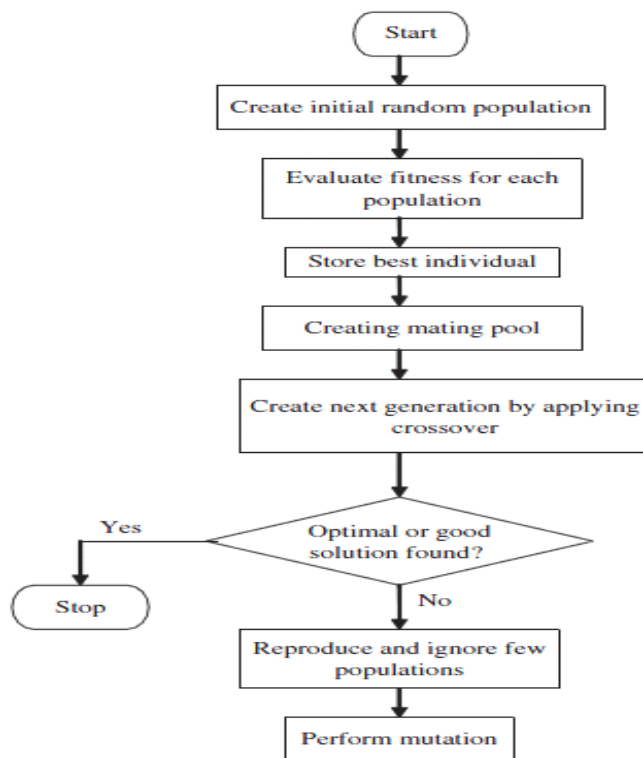 Start
Create initial random population
Evaluate fitness for each
population
Store best individual
Creating mating pool
Create next generation by applying
crossover
Optimal or good
solution found?
Yes
Stop
No
Reproduce and ignore few
populations
Perform mutation